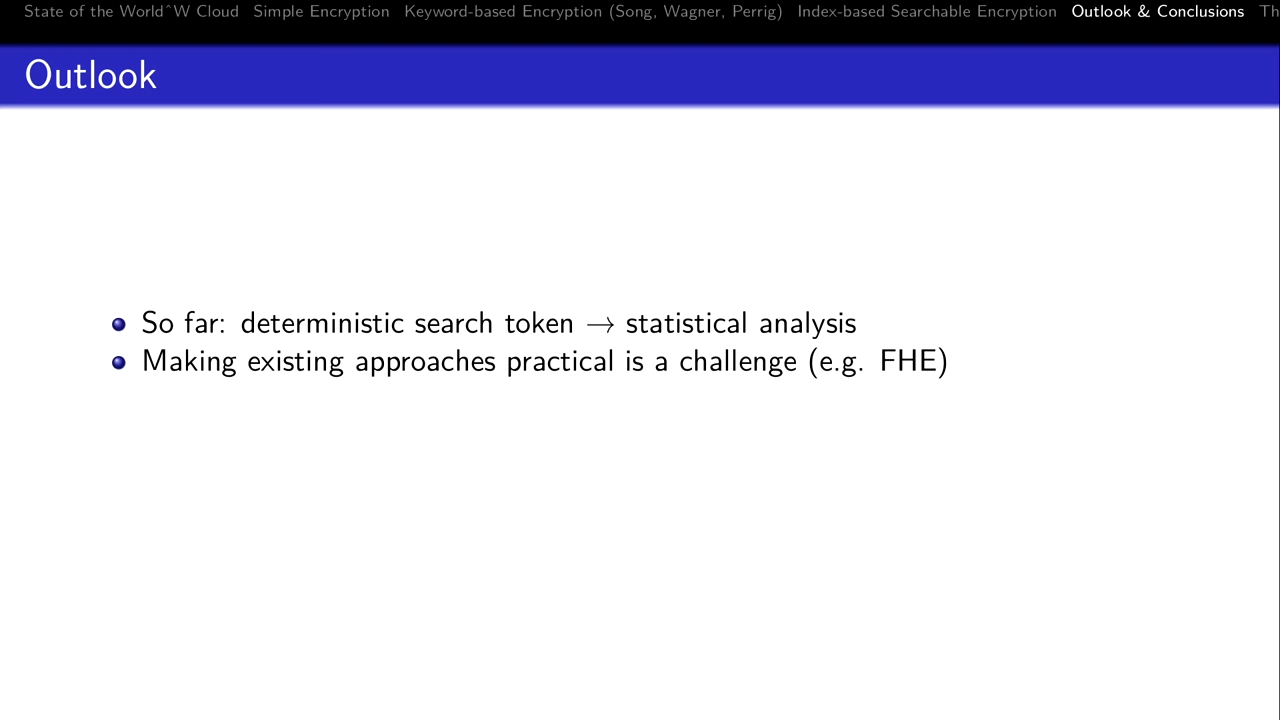 State of the World^W Cloud Simple Encryption Keyword-based Encryption (Song, Wagner, Perrig) Index-based Searchable Encryption Outlook & Conclusions Th
Outlook
So far: deterministic search token → statistical analysis
Making existing approaches practical is a challenge (e.g. FHE)